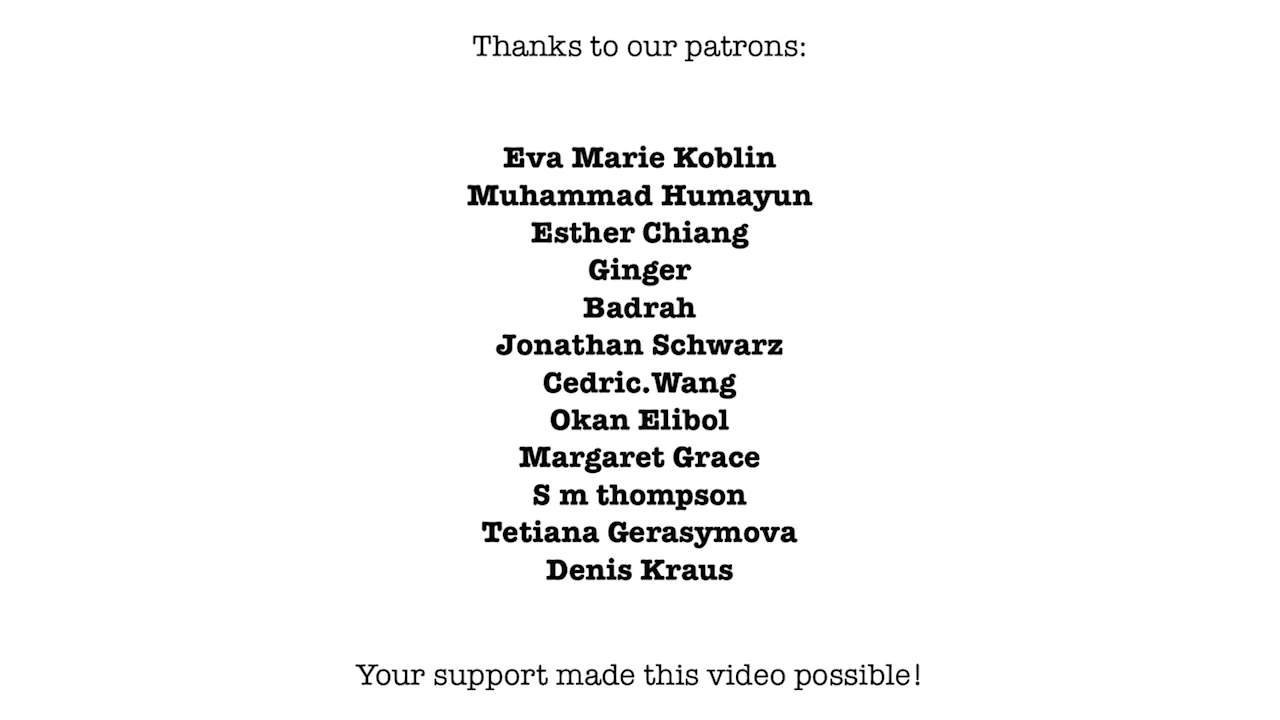 Thanks to our patrons:
Eva Marie Koblin
Muhammad Humayun
Esther Chiang
Ginger
Badrah
Jonathan Schwarz
Cedric.Wang
Okan Elibol
Margaret Grace
S m thompson
Tetiana Gerasymova
Denis Kraus
Your support made this video possible!